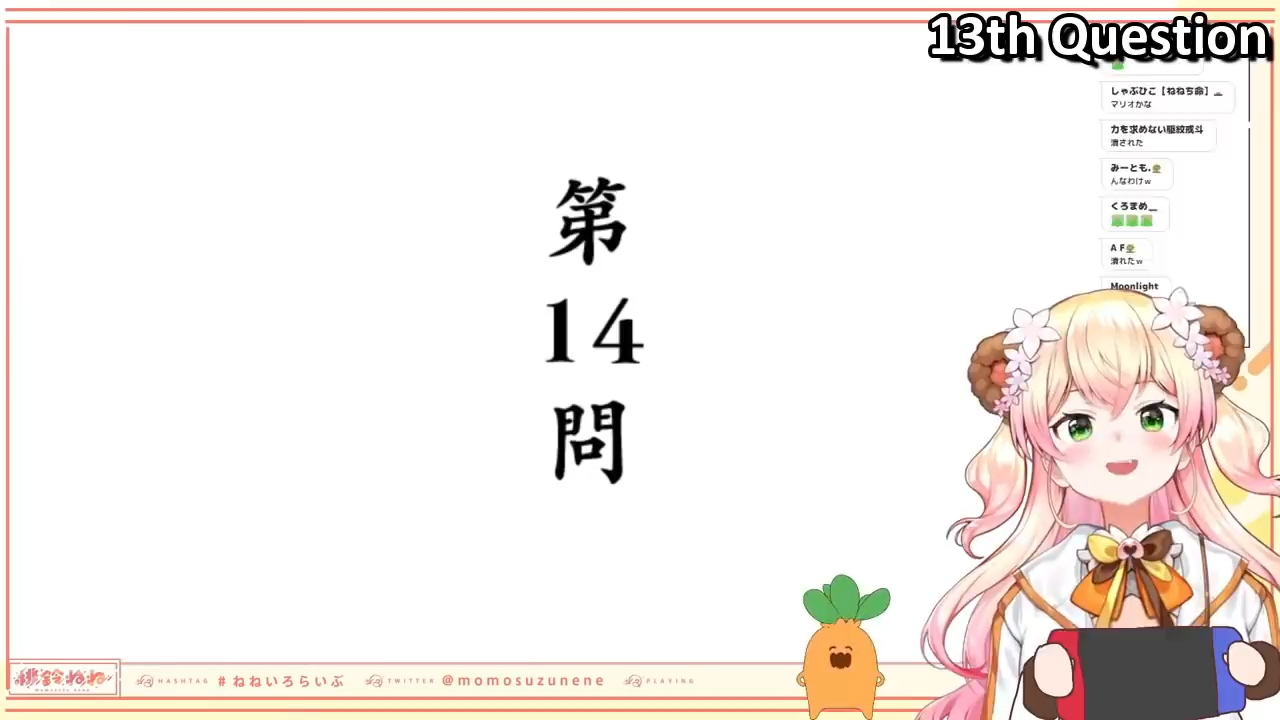 13th Question
しゃぶひこ【ねねち命】
マリオかな
力を求めない駆紋戒斗
潰された
みーとも.
んなわけｗ
くろまめ__
A F
潰れたｗ
Moonlight
第
14
問
桃鈴ねね
HASHTAG #ねねいろらいぶ TWITTER @momosuzunene PLAYING